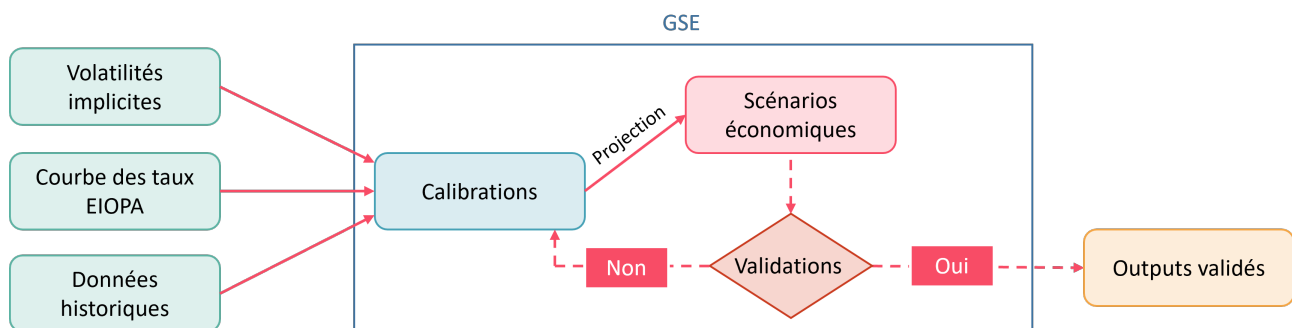 GSE
Volatilités
implicites
Courbe des taux
EIOPA
Données
historiques
Calibrations
Projection
Scénarios
économiques
Validations
Non
Oui
Outputs validés